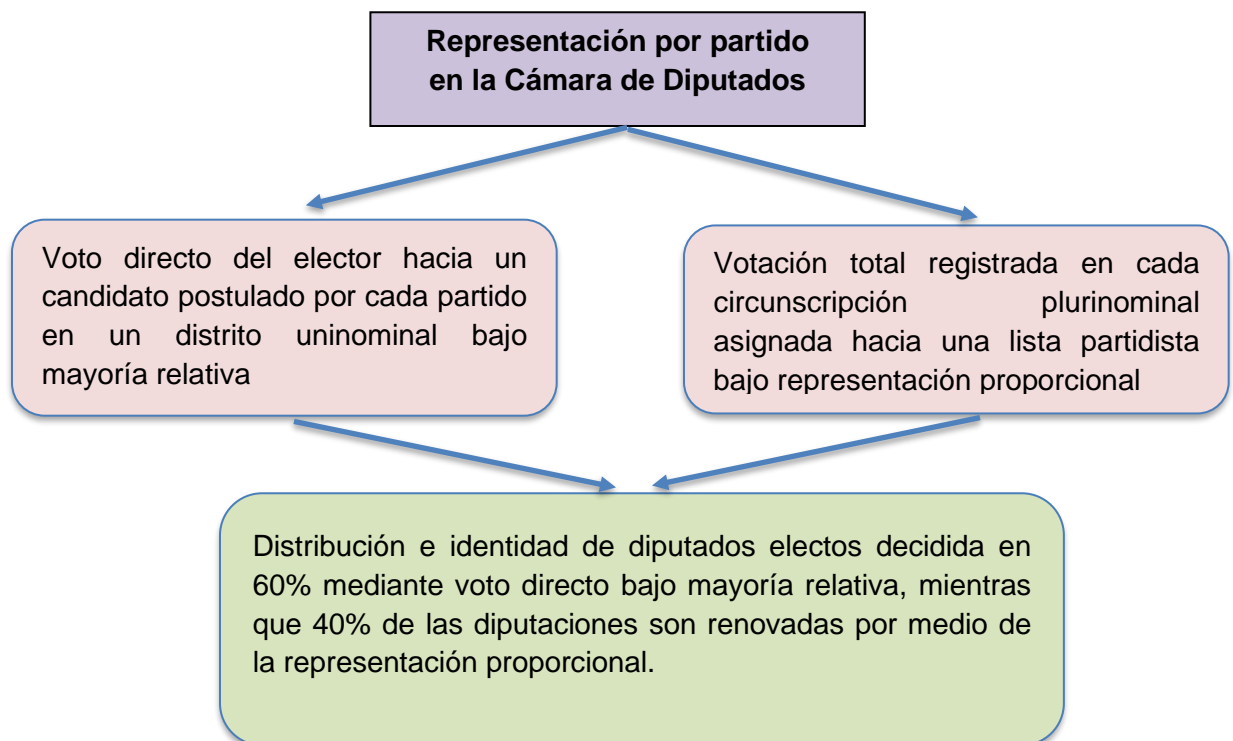 Representación por partido
en la Cámara de Diputados
Voto directo del elector hacia un
candidato postulado por cada partido
en un distrito uninominal bajo
mayoría relativa
Votación total registrada en cada
circunscripción plurinominal
asignada hacia una lista partidista
bajo representación proporcional
Distribución e identidad de diputados electos decidida en
60% mediante voto directo bajo mayoría relativa, mientras
que 40% de las diputaciones son renovadas por medio de
la representación proporcional.